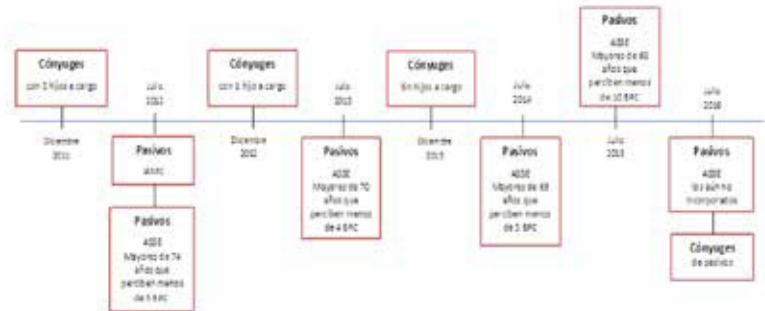 Cónyuges
con 2 hijos a cargo
Diciembre
2011
Julio
2012
Pasivos
IAMC
Pasivos
ASSE
Mayores de 74
años que
perciben menos
de 3 BPC
Cónyuges
con 1 hijo a cargo
Diciembre
2012
Julio
2013
Pasivos
ASSE
Mayores de 70
años que
perciben menos
de 4 BPC
Cónyuges
Sin hijos a cargo
Diciembre
2013
Julio
2014
Pasivos
ASSE
Mayores de
años que
perciben menos
de 5 BPC
Pasivos
ASSE
Mayores de
años que
perciben menos
de 10 BPC
Julio
2015
Julio
2016
Pasivos
ASSE
los aún no
incorporados
Cónyuges
de pasivos